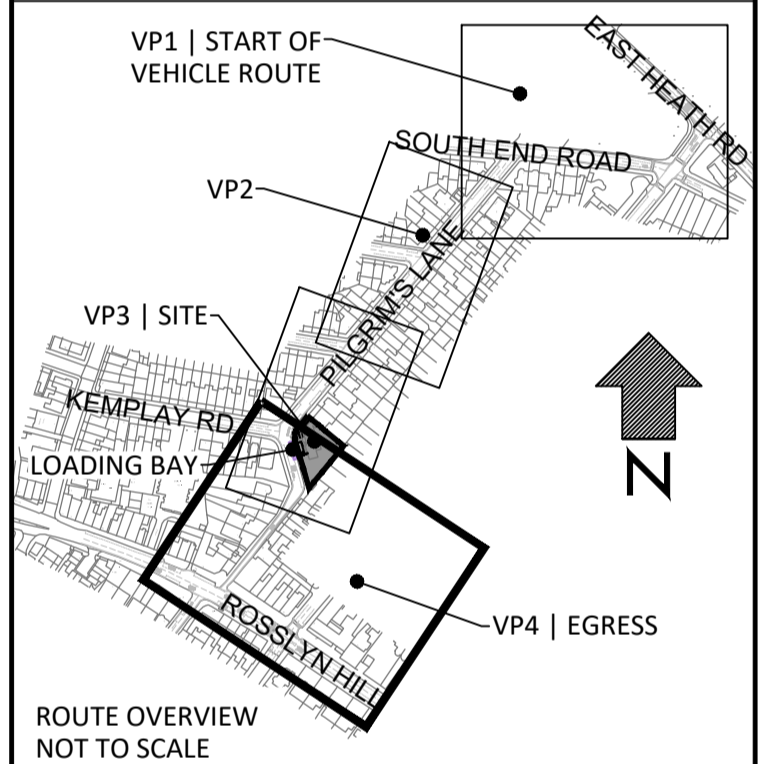 VP1 | START OF
VEHICLE ROUTE
EAST HEATH RD
SOUTH END ROAD
VP2
PILGRIM'S LANE
VP3 | SITE
KEMPLAY RD
LOADING BAY
N
ROSSLYN HILL
VP4 | EGRESS
ROUTE OVERVIEW
NOT TO SCALE